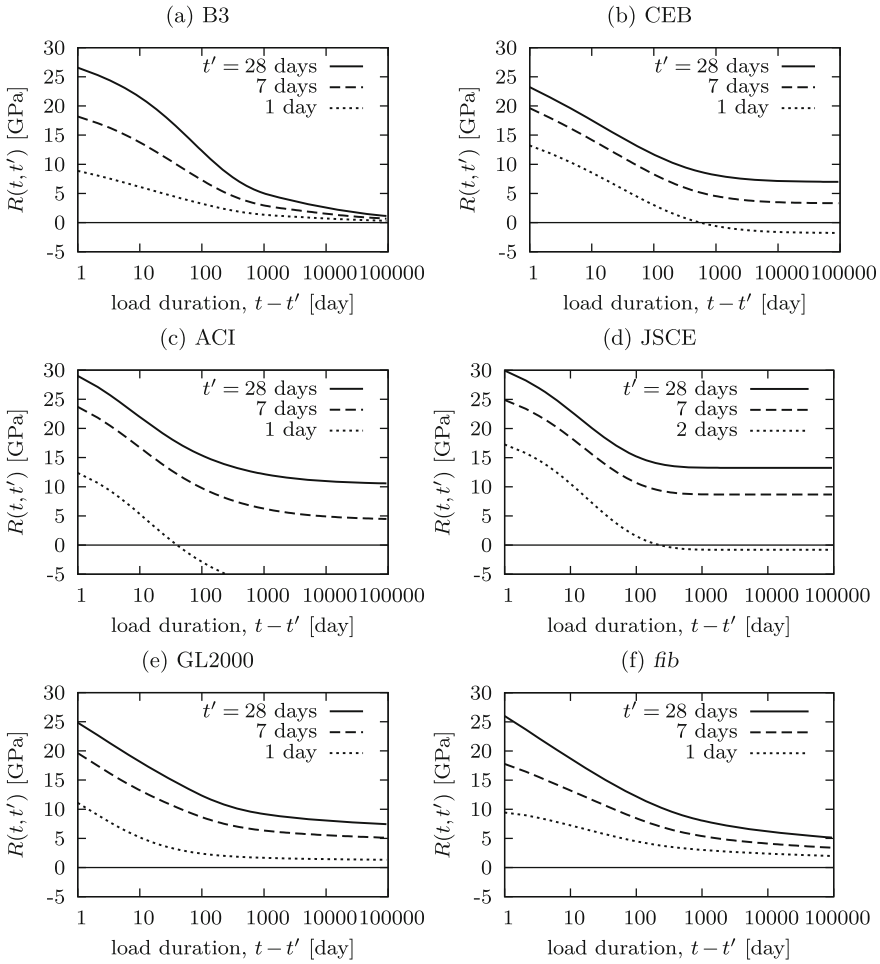 (a) B3
30
25
20
15
10
5
0
-5
R(t,t′) [GPa]
t′ = 28 days
7 days
1 day
1 10 100 1000 10000 100000
load duration, t − t′ [day]
(b) CEB
30
25
20
15
10
5
0
-5
R(t,t′) [GPa]
t′ = 28 days
7 days
1 day
1 10 100 1000 10000 100000
load duration, t − t′ [day]
(c) ACI
30
25
20
15
10
5
0
-5
R(t,t′) [GPa]
t′ = 28 days
7 days
1 day
1 10 100 1000 10000 100000
load duration, t − t′ [day]
(d) JSCE
30
25
20
15
10
5
0
-5
R(t,t′) [GPa]
t′ = 28 days
7 days
2 days
1 10 100 1000 10000 100000
load duration, t − t′ [day]
(e) GL2000
30
25
20
15
10
5
0
-5
R(t,t′) [GPa]
t′ = 28 days
7 days
1 day
1 10 100 1000 10000 100000
load duration, t − t′ [day]
(f) fib
30
25
20
15
10
5
0
-5
R(t,t′) [GPa]
t′ = 28 days
7 days
1 day
1 10 100 1000 10000 100000
load duration, t − t′ [day]